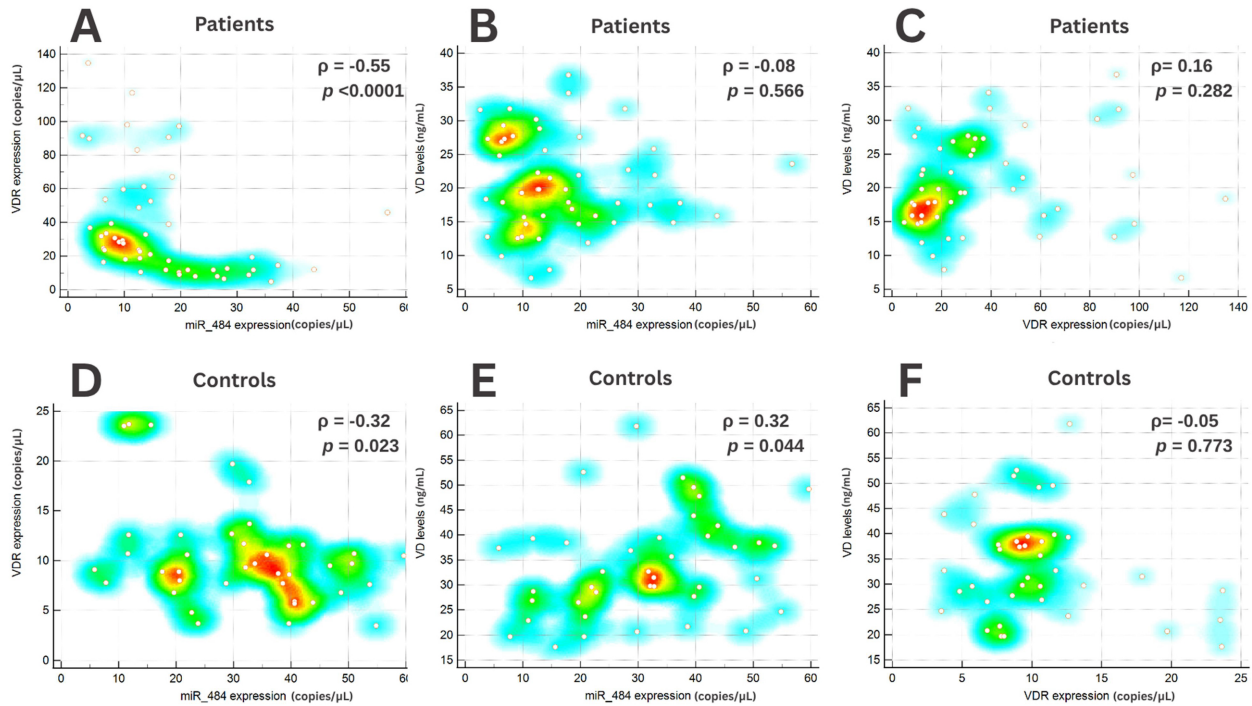 A
Patients
B
Patients
C
Patients
ρ = -0.55
p <0.0001
ρ = -0.08
p = 0.566
ρ= 0.16
p = 0.282
VDR expression (copies/µL)
140
120
100
80
60
40
20
0
0 10 20 30 40 50 60
miR_484 expression(copies/µL)
VD levels (ng/mL)
40
35
30
25
20
15
10
5
0 10 20 30 40 50 60
miR_484 expression(copies/µL)
VD levels (ng/mL)
40
35
30
25
20
15
10
5
0 20 40 60 80 100 120 140
VDR expression (copies/µL)
D
Controls
E
Controls
F
Controls
ρ = -0.32
p = 0.023
ρ = 0.32
p = 0.044
ρ= -0.05
p = 0.773
VDR expression (copies/µL)
25
20
15
10
5
0
0 10 20 30 40 50 60
miR_484 expression (copies/µL)
VD levels (ng/mL)
65
60
55
50
45
40
35
30
25
20
15
0 10 20 30 40 50 60
miR_484 expression (copies/µL)
VD levels (ng/mL)
65
60
55
50
45
40
35
30
25
20
15
0 5 10 15 20 25
VDR expression (copies/µL)